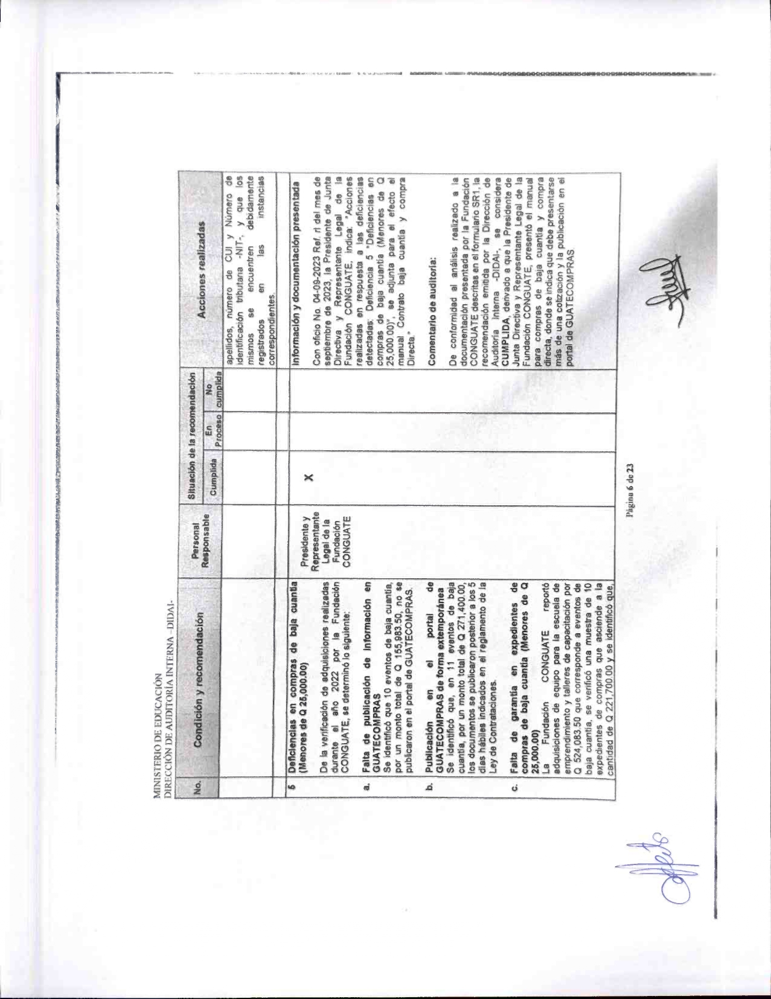 MINISTERIO DE EDUCACIÓN
DIRECCIÓN DE AUDITORÍA INTERNA -DIDAI-
No.
Condición y recomendación
Personal
Responsable
Situación de la recomendación
Cumplida
En
Proceso
No
cumplida
Acciones realizadas
apellidos, número de CUI y Número de
identificación tributaria -NIT-, y que los
mismos se encuentren debidamente
registrados en las instancias
correspondientes.
5
Deficiencias en compras de baja cuantía
(Menores de Q 25,000.00)
De la verificación de adquisiciones realizadas
durante el año 2022 por la Fundación
CONGUATE, se determinó lo siguiente:
a.
Falta de publicación de Información en
GUATECOMPRAS
Se identificó que 10 eventos de baja cuantía,
por un monto total de Q 155,983.50, no se
publicaron en el portal de GUATECOMPRAS.
b.
Publicación en el portal de
GUATECOMPRAS de forma extemporánea
Se identificó que, en 11 eventos de baja
cuantía, por un monto total de Q 271,400.00,
los documentos se publicaron posterior a los 5
días hábiles indicados en el reglamento de la
Ley de Contrataciones.
c.
Falta de garantía en expedientes de
compras de baja cuantía (Menores de Q
25,000.00)
La Fundación CONGUATE reportó
adquisiciones de equipo para la escuela de
emprendimiento y talleres de capacitación por
Q 524,083.50 que corresponde a eventos de
baja cuantía, se verificó una muestra de 10
expedientes de compras que asciende a la
cantidad de Q 221,700.00 y se identificó que,
Presidente y
Representante
Legal de la
Fundación
CONGUATE
X
Información y documentación presentada
Con oficio No. 04-09-2023 Ref. ri del mes de
septiembre de 2023, la Presidente de Junta
Directiva y Representante Legal de la
Fundación CONGUATE, indica: "Acciones
realizadas en respuesta a las deficiencias
detectadas: Deficiencia 5 "Deficiencias en
compras de baja cuantía (Menores de Q
25,000.00)", se adjunta para el efecto el
manual Contrato baja cuantía y compra
Directa."
Comentario de auditoría:
De conformidad al análisis realizado a la
documentación presentada por la Fundación
CONGUATE descritas en el formulario SR1, la
recomendación emitida por la Dirección de
Auditoría Interna -DIDAI-, se considera
CUMPLIDA, derivado a que la Presidente de
Junta Directiva y Representante Legal de la
Fundación CONGUATE, presentó el manual
para compras de baja cuantía y compra
directa, donde se indica que debe presentarse
más de una cotización y la publicación en el
portal de GUATECOMPRAS
Página 6 de 23